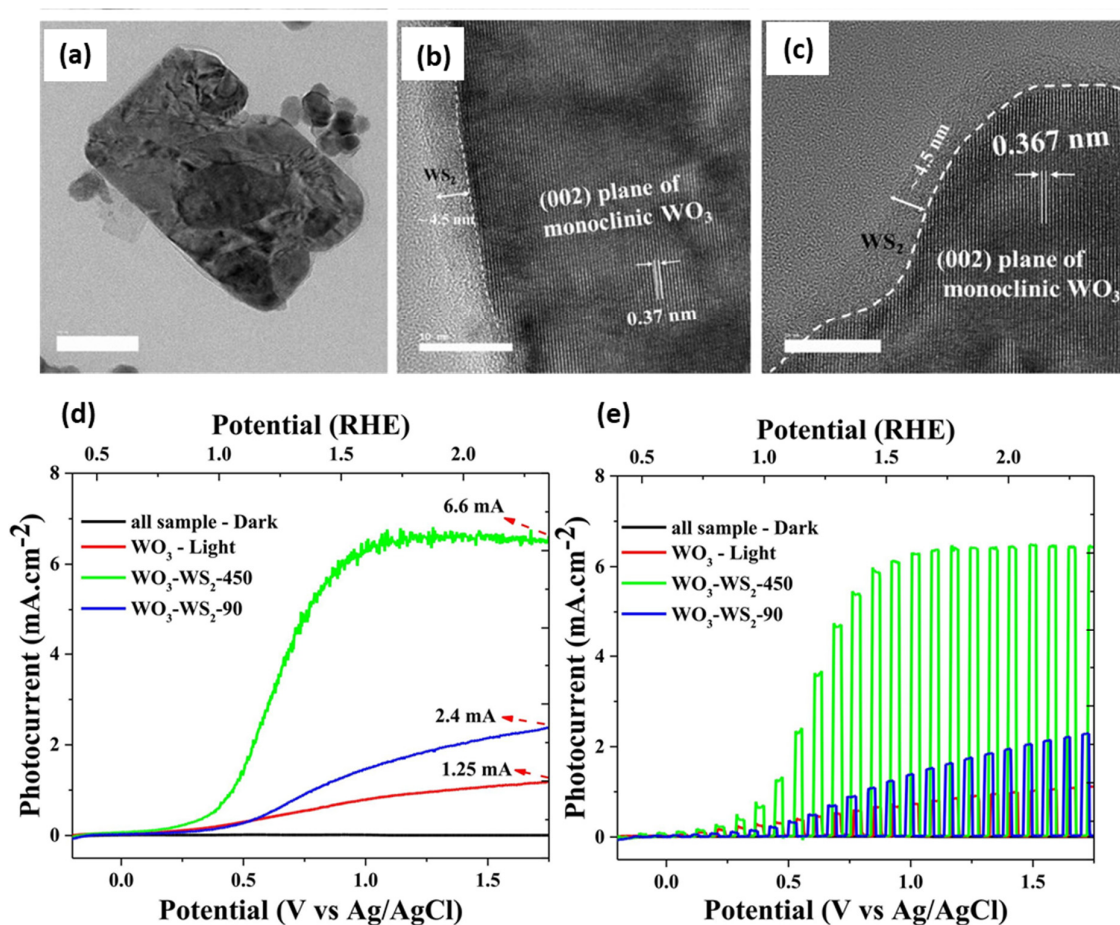 (a)
(b)
WS₂
~4.5 nm
(002) plane of
monoclinic WO₃
0.37 nm
(c)
0.367 nm
~ 4.5 nm
WS₂
(002) plane of
monoclinic WO₃
(d)
Potential (RHE)
0.5 1.0 1.5 2.0
8
6
4
2
0
Photocurrent (mA.cm⁻²)
all sample - Dark
WO₃ - Light
WO₃-WS₂-450
WO₃-WS₂-90
6.6 mA
2.4 mA
1.25 mA
0.0 0.5 1.0 1.5
Potential (V vs Ag/AgCl)
(e)
Potential (RHE)
0.5 1.0 1.5 2.0
8
6
4
2
0
Photocurrent (mA.cm⁻²)
all sample - Dark
WO₃ - Light
WO₃-WS₂-450
WO₃-WS₂-90
0.0 0.5 1.0 1.5
Potential (V vs Ag/AgCl)